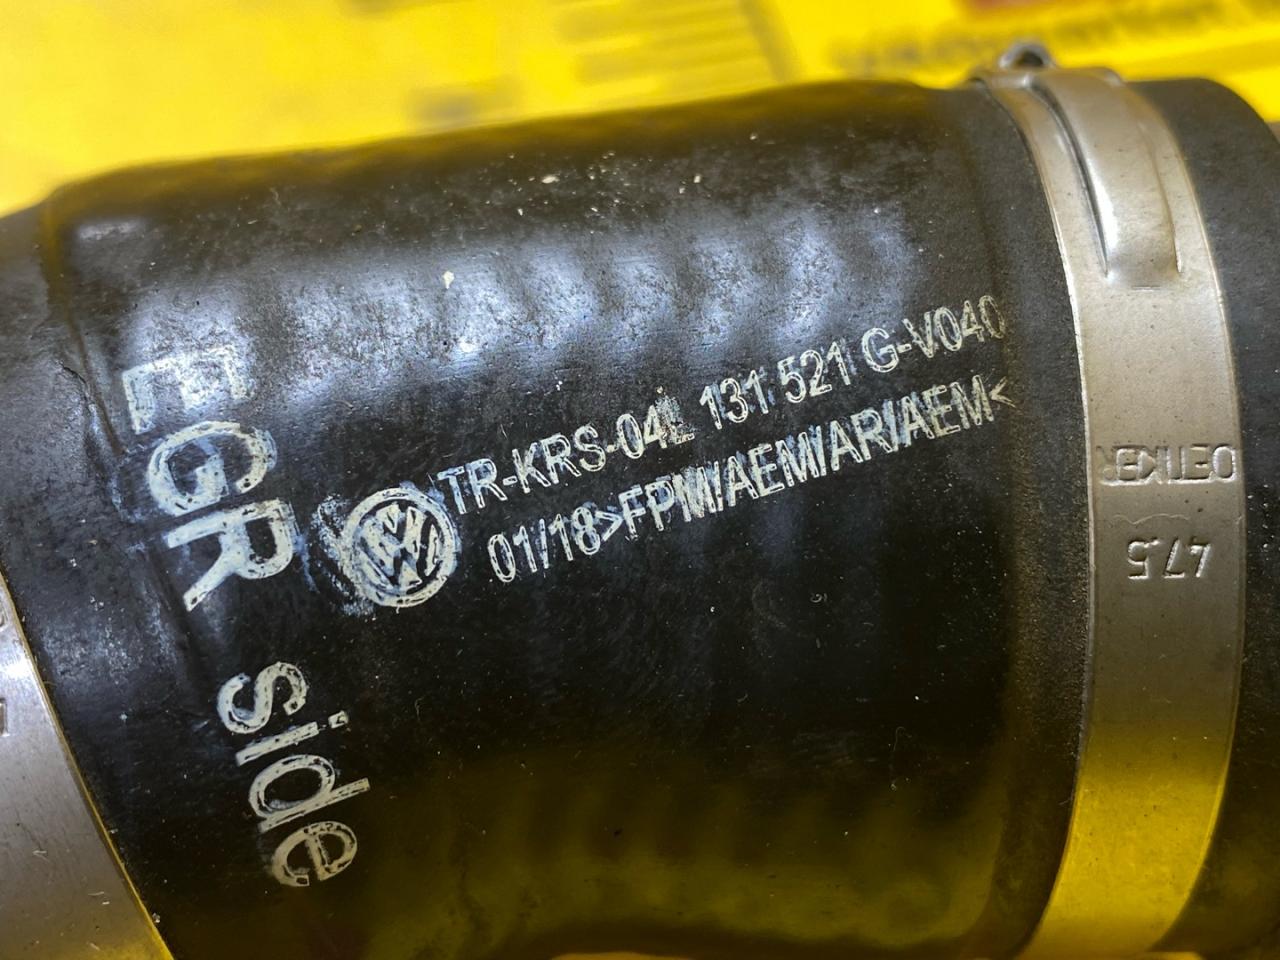 EGR side
TR-KRS-04L 131 521 G-V040
01/18>FPM/AEM/AR/AEM<
OETIKER
47.5